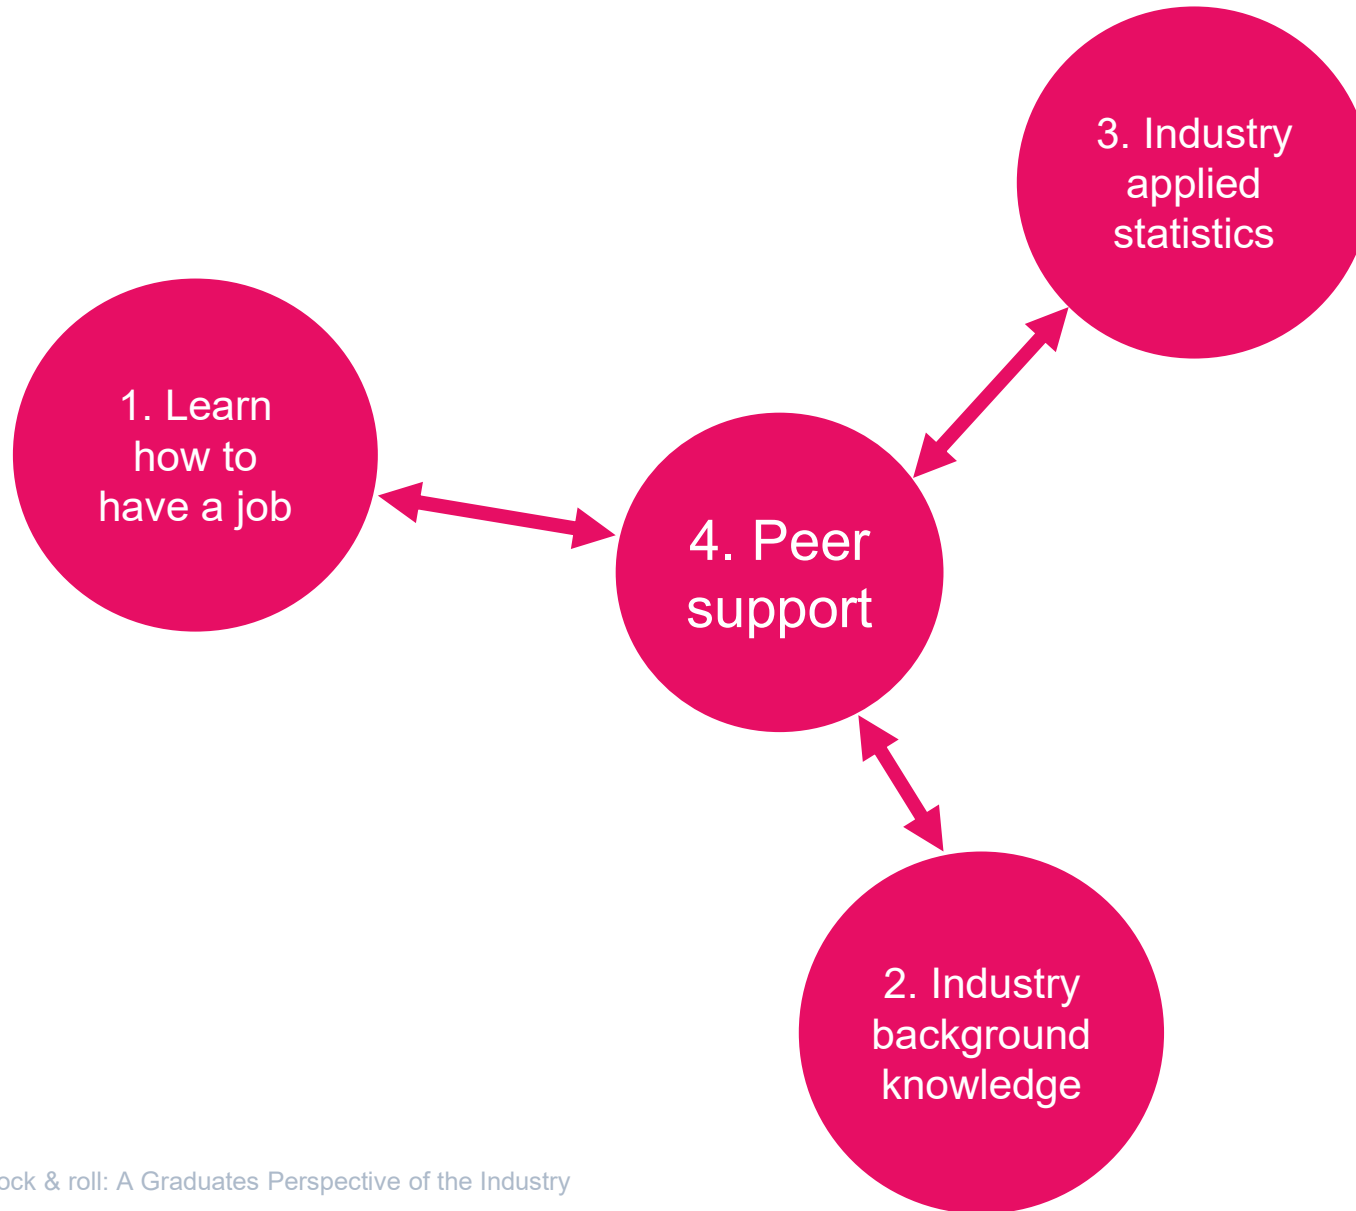 3. Industry
applied
statistics
1. Learn
how to
have a job
4. Peer
support
2. Industry
background
knowledge
ock & roll: A Graduates Perspective of the Industry